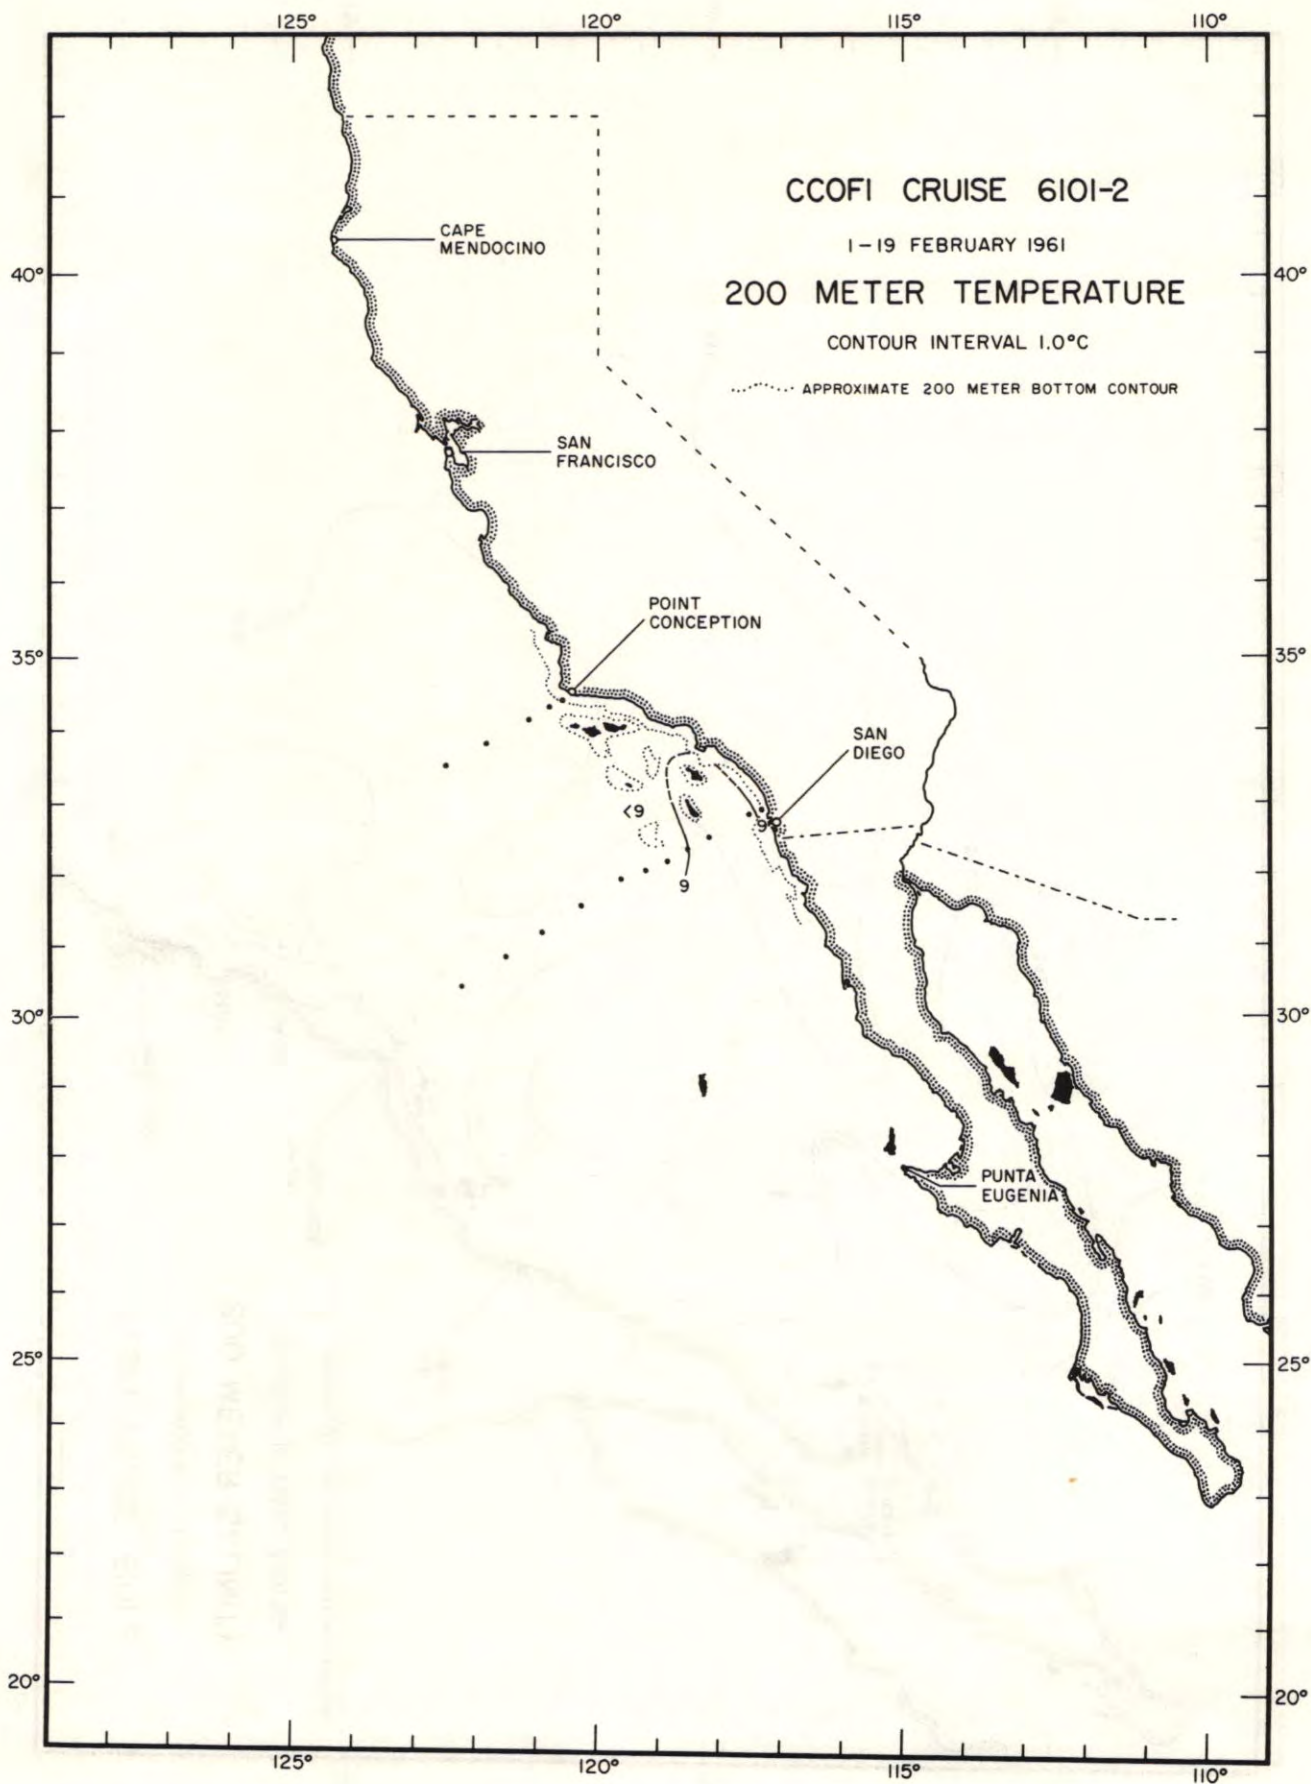 125° 120° 115° 110°
CCOFI CRUISE 6101-2
1-19 FEBRUARY 1961
200 METER TEMPERATURE
CONTOUR INTERVAL 1.0°C
APPROXIMATE 200 METER BOTTOM CONTOUR
CAPE
MENDOCINO
40° 40°
SAN
FRANCISCO
POINT
CONCEPTION
35° 35°
SAN
DIEGO
<9
9
9
30° 30°
PUNTA
EUGENIA
25° 25°
20° 20°
125° 120° 115° 110°